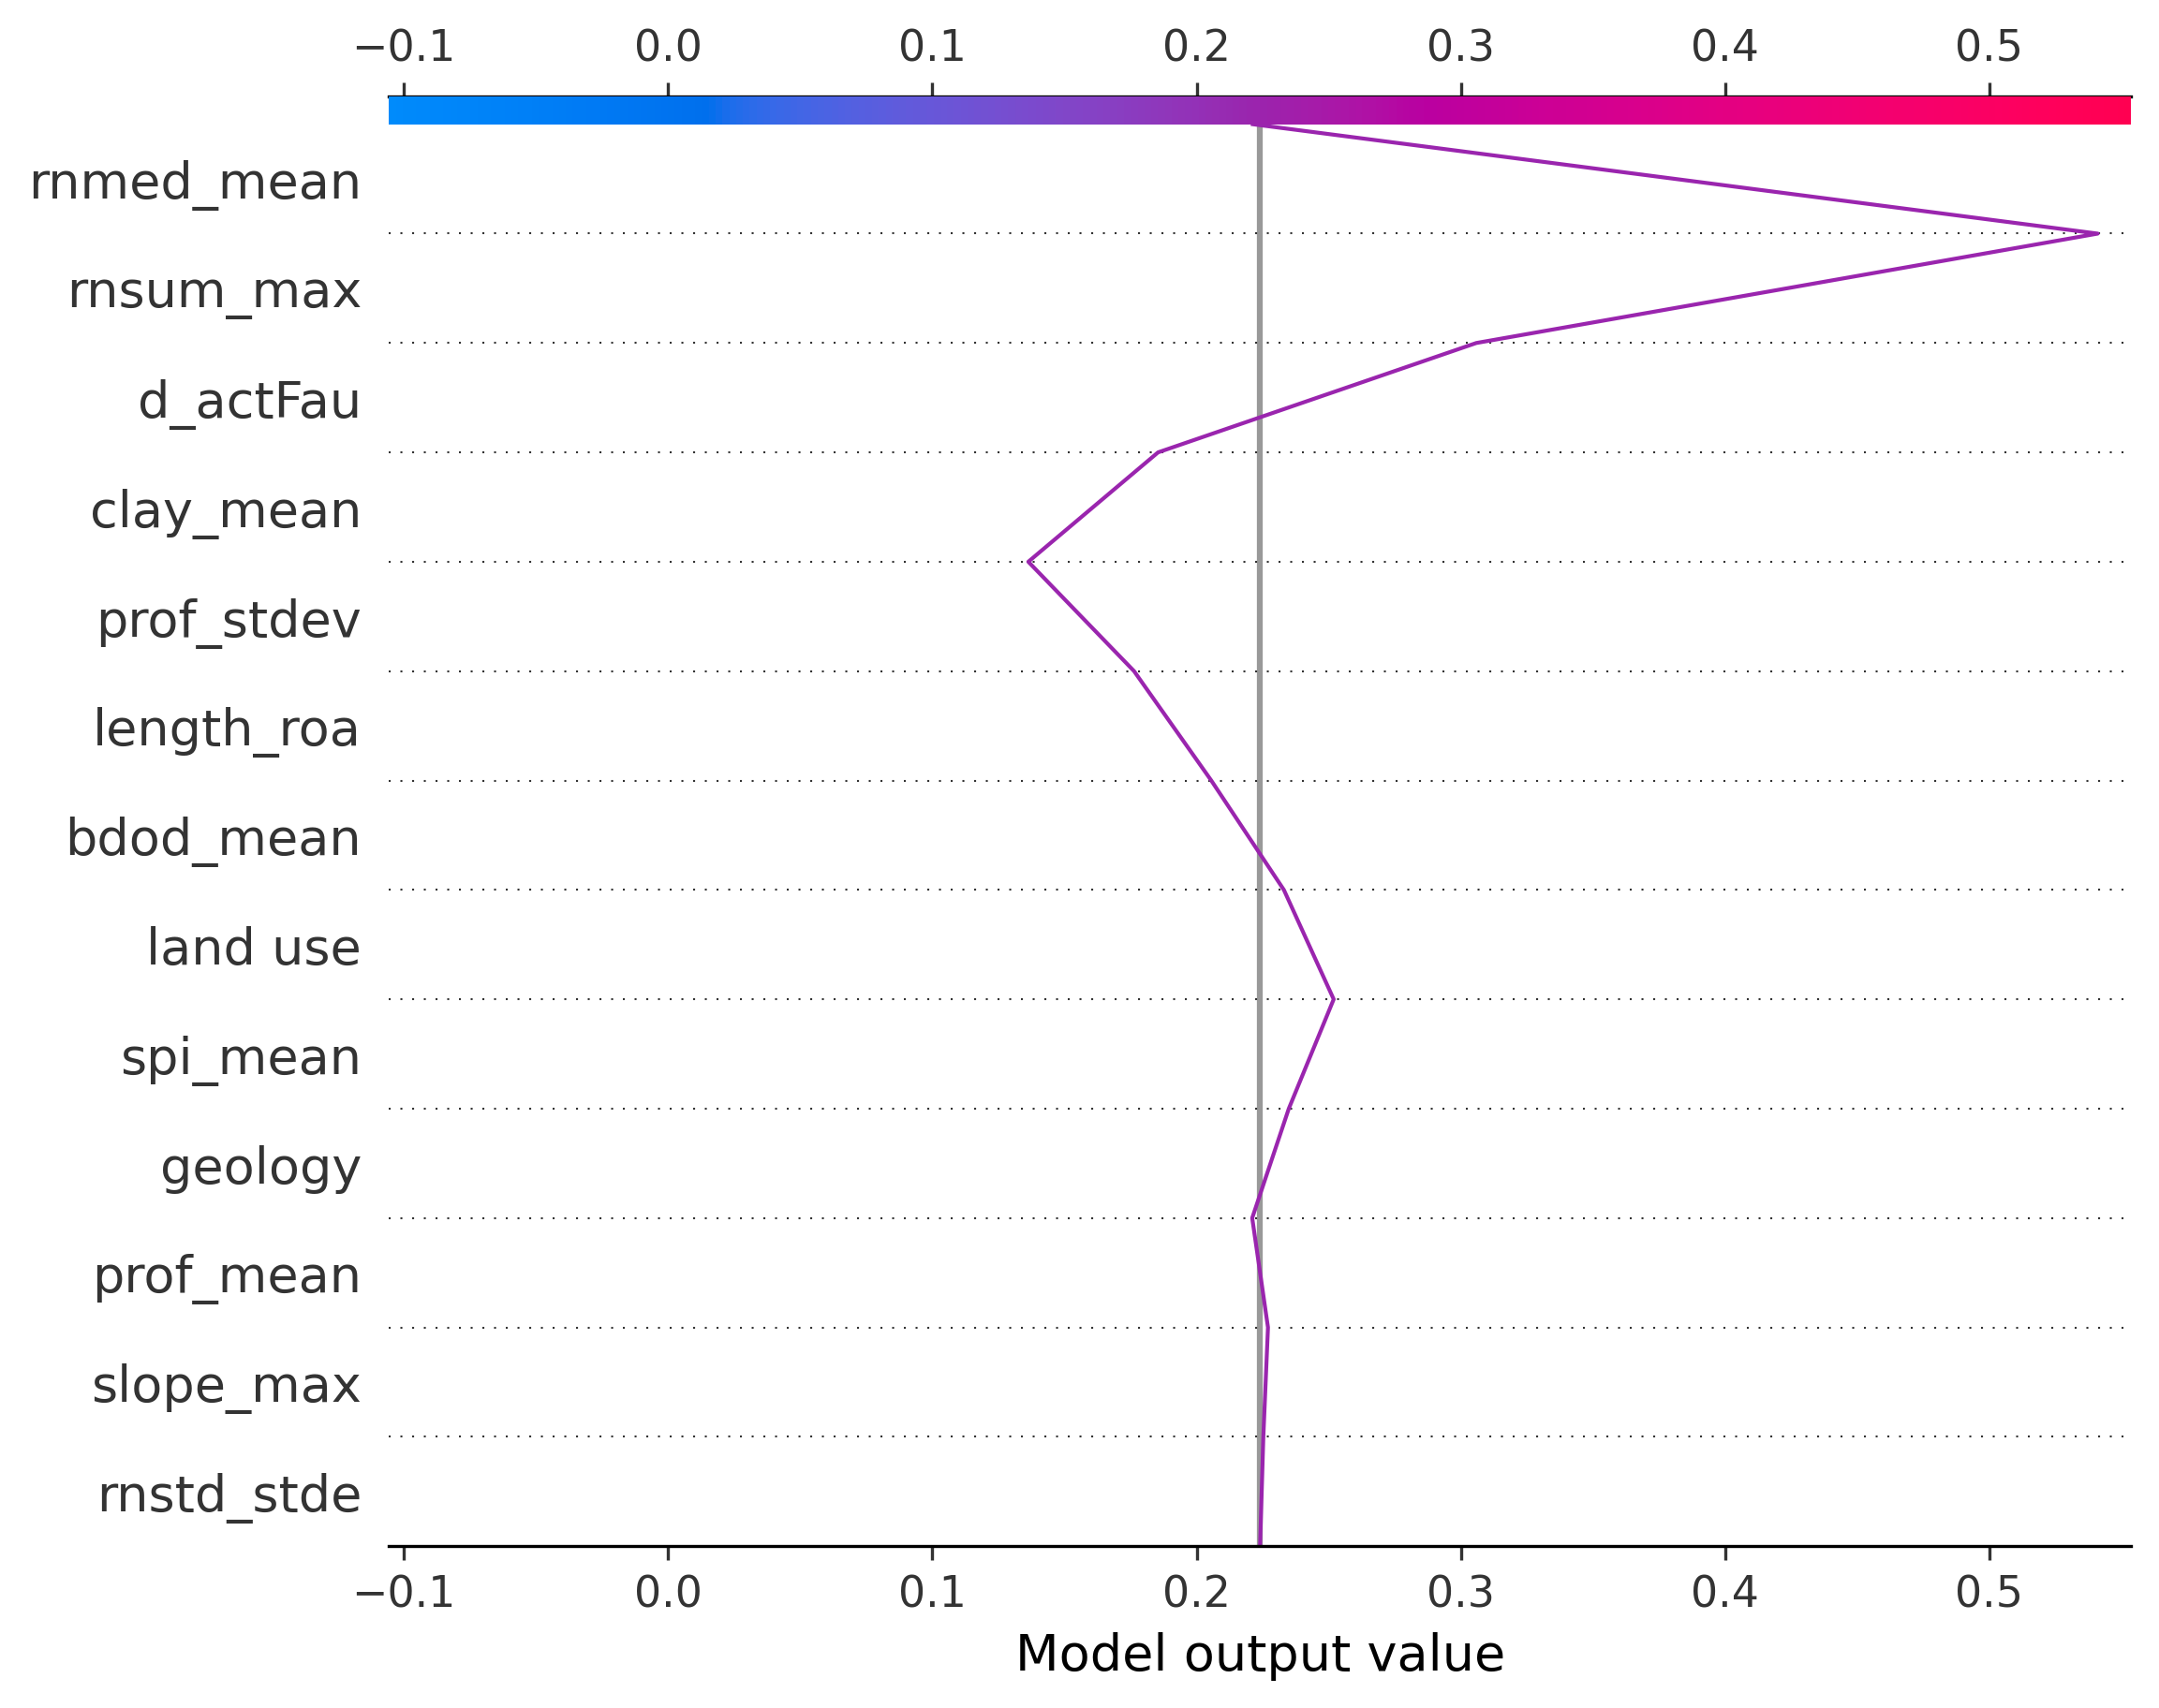 −0.1 0.0 0.1 0.2 0.3 0.4 0.5
rnmed_mean
rnsum_max
d_actFau
clay_mean
prof_stdev
length_roa
bdod_mean
land use
spi_mean
geology
prof_mean
slope_max
rnstd_stde
−0.1 0.0 0.1 0.2 0.3 0.4 0.5
Model output value